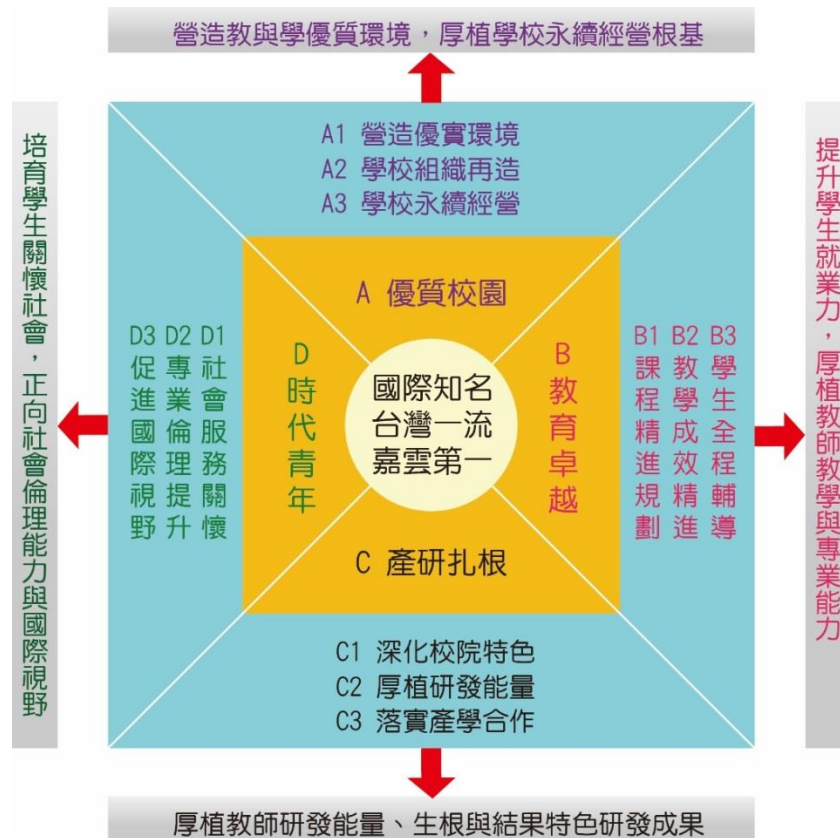 營造教與學優質環境，厚植學校永續經營根基
A1 營造優實環境
A2 學校組織再造
A3 學校永續經營
A 優質校園
培育學生關懷社會，正向社會倫理能力與國際視野
D3 促進國際視野
D2 專業倫理提升
D1 社會服務關懷
D 時代青年
國際知名
台灣一流
嘉雲第一
B 教育卓越
B1 課程精進規劃
B2 教學成效精進
B3 學生全程輔導
提升學生就業力，厚植教師教學與專業能力
C 產研扎根
C1 深化校院特色
C2 厚植研發能量
C3 落實產學合作
厚植教師研發能量、生根與結果特色研發成果